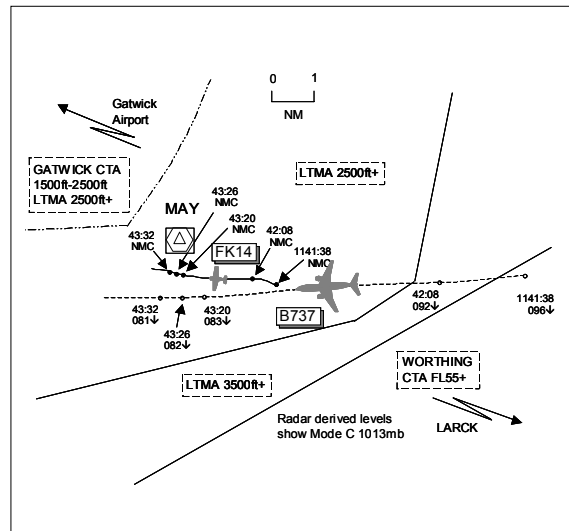 0 1
NM
Gatwick
Airport
GATWICK CTA
1500ft-2500ft
LTMA 2500ft+
LTMA 2500ft+
MAY
43:26
NMC
43:20
NMC
43:32
NMC
FK14
42:08
NMC
1141:38
NMC
43:32
081↓
43:26
082↓
43:20
083↓
B737
42:08
092↓
1141:38
096↓
LTMA 3500ft+
WORTHING
CTA FL55+
Radar derived levels
show Mode C 1013mb
LARCK